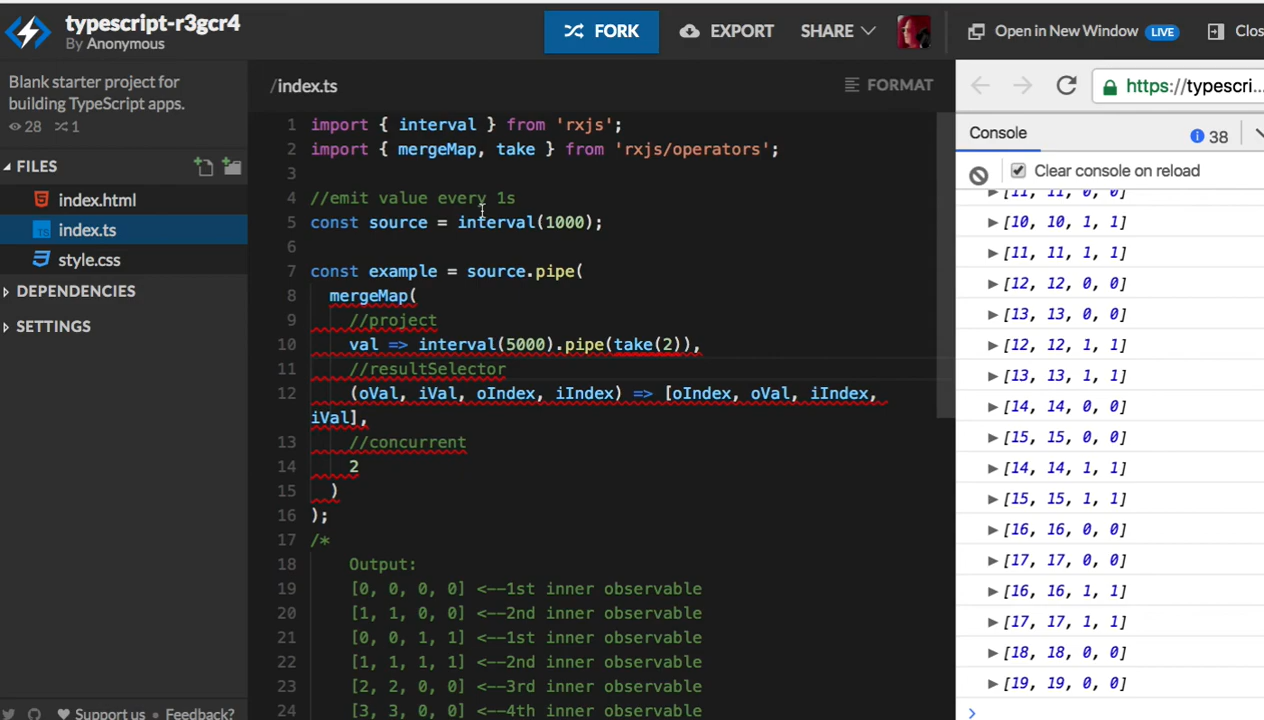 typescript-r3gcr4
By Anonymous
FORK
EXPORT
SHARE
Open in New Window LIVE
Clos
Blank starter project for
building TypeScript apps.
28 1
FILES
index.html
index.ts
style.css
DEPENDENCIES
SETTINGS
Support us • Feedback?
/index.ts
FORMAT
1 import { interval } from 'rxjs';
2 import { mergeMap, take } from 'rxjs/operators';
3
4 //emit value every 1s
5 const source = interval(1000);
6
7 const example = source.pipe(
8 mergeMap(
9 //project
10 val => interval(5000).pipe(take(2)),
11 //resultSelector
12 (oVal, iVal, oIndex, iIndex) => [oIndex, oVal, iIndex,
iVal],
13 //concurrent
14 2
15 )
16 );
17 /*
18 Output:
19 [0, 0, 0, 0] <--1st inner observable
20 [1, 1, 0, 0] <--2nd inner observable
21 [0, 0, 1, 1] <--1st inner observable
22 [1, 1, 1, 1] <--2nd inner observable
23 [2, 2, 0, 0] <--3rd inner observable
24 [3, 3, 0, 0] <--4th inner observable
https://typescri...
Console
38
Clear console on reload
[11, 11, 0, 0]
[10, 10, 1, 1]
[11, 11, 1, 1]
[12, 12, 0, 0]
[13, 13, 0, 0]
[12, 12, 1, 1]
[13, 13, 1, 1]
[14, 14, 0, 0]
[15, 15, 0, 0]
[14, 14, 1, 1]
[15, 15, 1, 1]
[16, 16, 0, 0]
[17, 17, 0, 0]
[16, 16, 1, 1]
[17, 17, 1, 1]
[18, 18, 0, 0]
[19, 19, 0, 0]